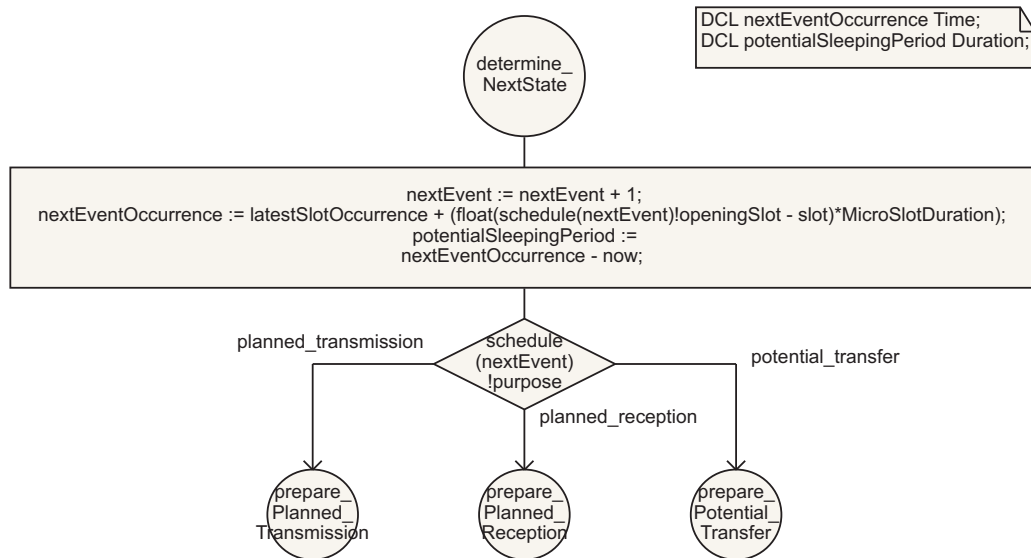 DCL nextEventOccurrence Time;
DCL potentialSleepingPeriod Duration;
determine_
NextState
nextEvent := nextEvent + 1;
nextEventOccurrence := latestSlotOccurrence + (float(schedule(nextEvent)!openingSlot - slot)*MicroSlotDuration);
potentialSleepingPeriod :=
nextEventOccurrence - now;
schedule
(nextEvent)
!purpose
planned_transmission
potential_transfer
planned_reception
prepare_
Planned_
Transmission
prepare_
Planned_
Reception
prepare_
Potential_
Transfer